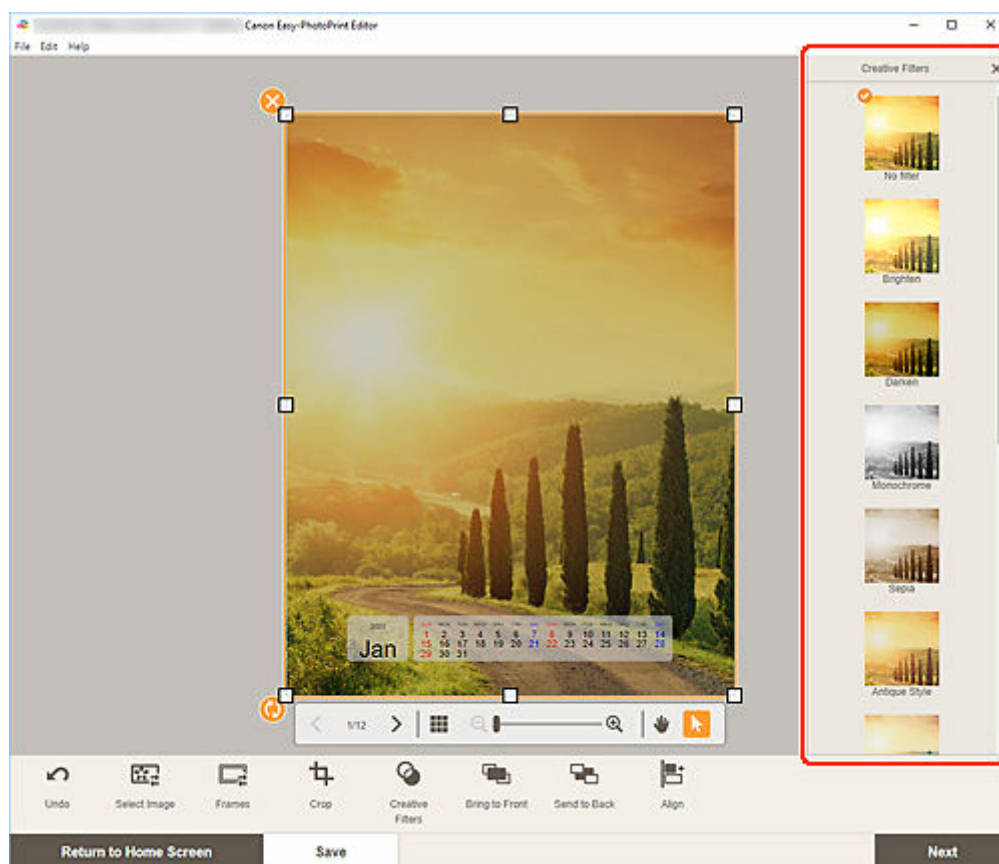 Canon Easy-PhotoPrint Editor
File Edit Help
Creative Filters
No filter
Brighten
Darken
Monochrome
Sepia
Antique Style
Jan
1 2 3 4 5 6 7 8 9 10 11 12 13 14
15 16 17 18 19 20 21 22 23 24 25 26 27 28
29 30 31
1/12
Undo
Select Image
Frames
Crop
Creative
Filters
Bring to Front
Send to Back
Align
Return to Home Screen
Save
Next